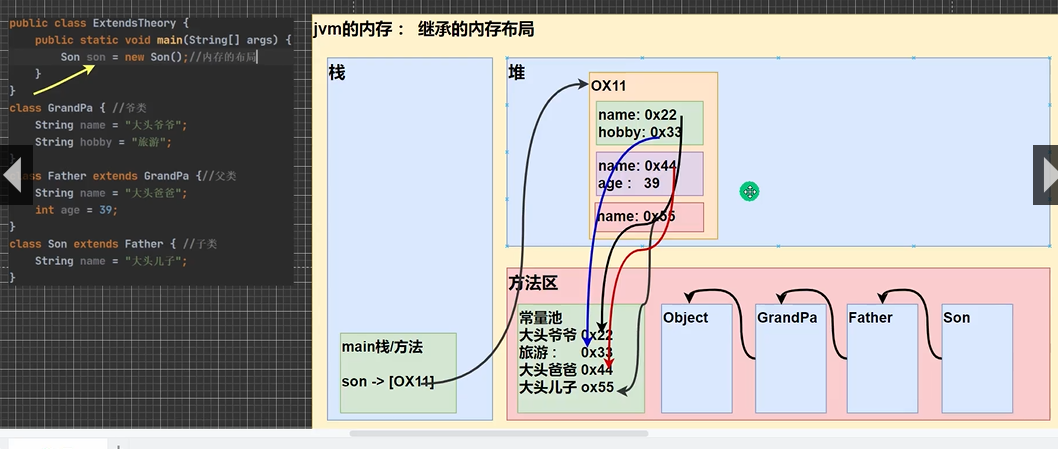 public class ExtendsTheory {
public static void main(String[] args) {
Son son = new Son();//内存的布局
}
}
class GrandPa { //爷类
String name = "大头爷爷";
String hobby = "旅游";
}
ss Father extends GrandPa {//父类
String name = "大头爸爸";
int age = 39;
}
class Son extends Father { //子类
String name = "大头儿子";
}
jvm的内存： 继承的内存布局
栈
main栈/方法
son -> [OX11]
堆
OX11
name: 0x22
hobby: 0x33
name: 0x44
age： 39
name: 0x55
方法区
常量池
大头爷爷 0x22
旅游： 0x33
大头爸爸 0x44
大头儿子 ox55
Object
GrandPa
Father
Son